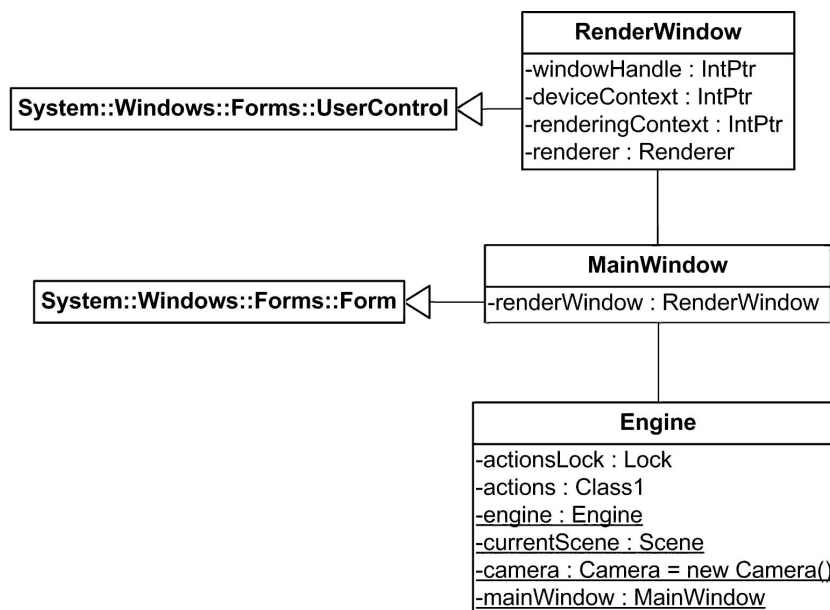 RenderWindow
-windowHandle : IntPtr
-deviceContext : IntPtr
-renderingContext : IntPtr
-renderer : Renderer
System::Windows::Forms::UserControl
MainWindow
-renderWindow : RenderWindow
System::Windows::Forms::Form
Engine
-actionsLock : Lock
-actions : Class1
-engine : Engine
-currentScene : Scene
-camera : Camera = new Camera()
-mainWindow : MainWindow